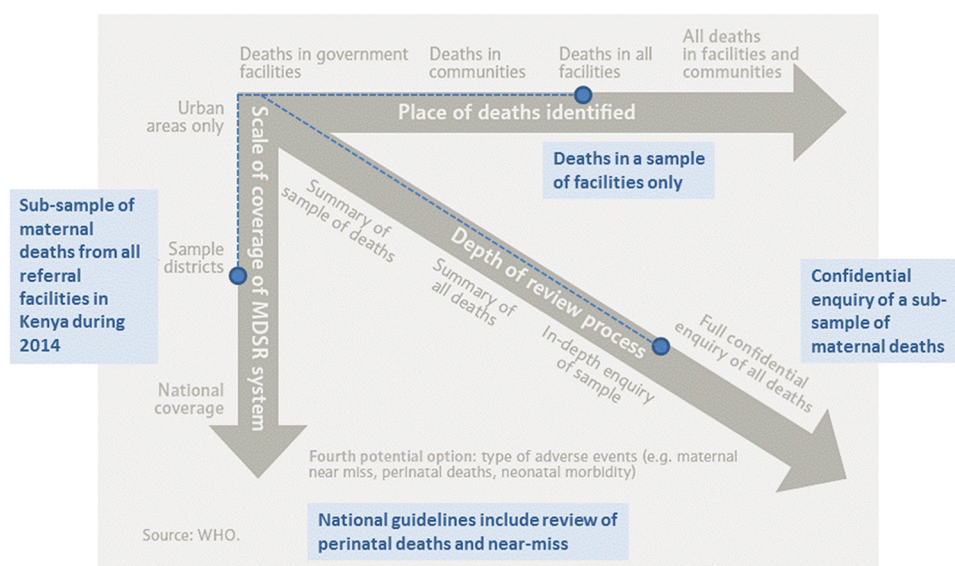 Deaths in government
facilities
Deaths in
communities
Deaths in all
facilities
All deaths
in facilities and
communities
Urban
areas only
Place of deaths identified
Deaths in a sample
of facilities only
Scale of coverage of MDSR system
Sub-sample of
maternal
deaths from all
referral
facilities in
Kenya during
2014
Sample
districts
National
coverage
Summary of
sample of deaths
Depth of review process
Summary of
all deaths
In-depth enquiry
of sample
Full confidential
enquiry of all deaths
Confidential
enquiry of a sub-
sample of
maternal deaths
Fourth potential option: type of adverse events (e.g. maternal
near miss, perinatal deaths, neonatal morbidity)
National guidelines include review of
perinatal deaths and near-miss
Source: WHO.